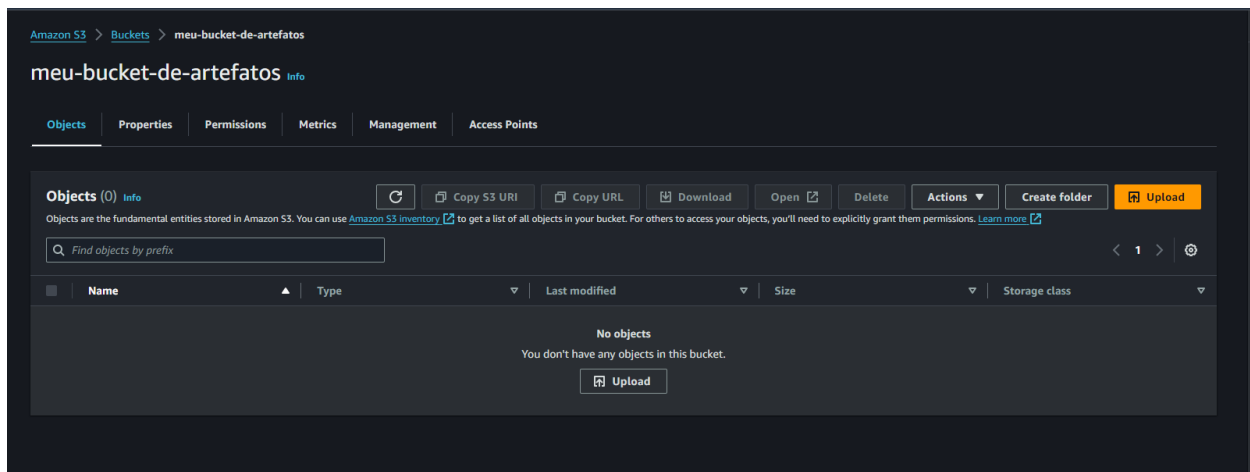 Amazon S3 > Buckets > meu-bucket-de-artefatos
meu-bucket-de-artefatos Info
Objects Properties Permissions Metrics Management Access Points
Objects (0) Info Copy S3 URI Copy URL Download Open Delete Actions Create folder Upload
Objects are the fundamental entities stored in Amazon S3. You can use Amazon S3 inventory to get a list of all objects in your bucket. For others to access your objects, you'll need to explicitly grant them permissions. Learn more
Find objects by prefix < 1 >
Name Type Last modified Size Storage class
No objects
You don't have any objects in this bucket.
Upload